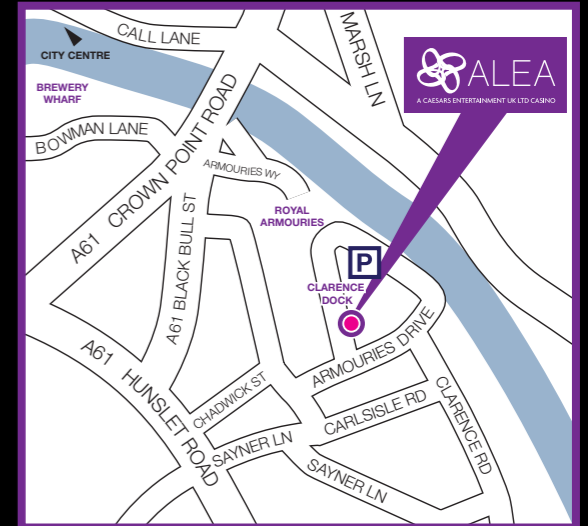 CALL LANE
CITY CENTRE
MARSH LN
ALEA
A CAESARS ENTERTAINMENT UK LTD CASINO
BREWERY
WHARF
BOWMAN LANE
A61 CROWN POINT ROAD
ARMOURIES WY
ROYAL
ARMOURIES
A61 BLACK BULL ST
P
CLARENCE
DOCK
A61 HUNSLET ROAD
CHADWICK ST
ARMOURIES DRIVE
CARLSISLE RD
CLARENCE RD
SAYNER LN
SAYNER LN